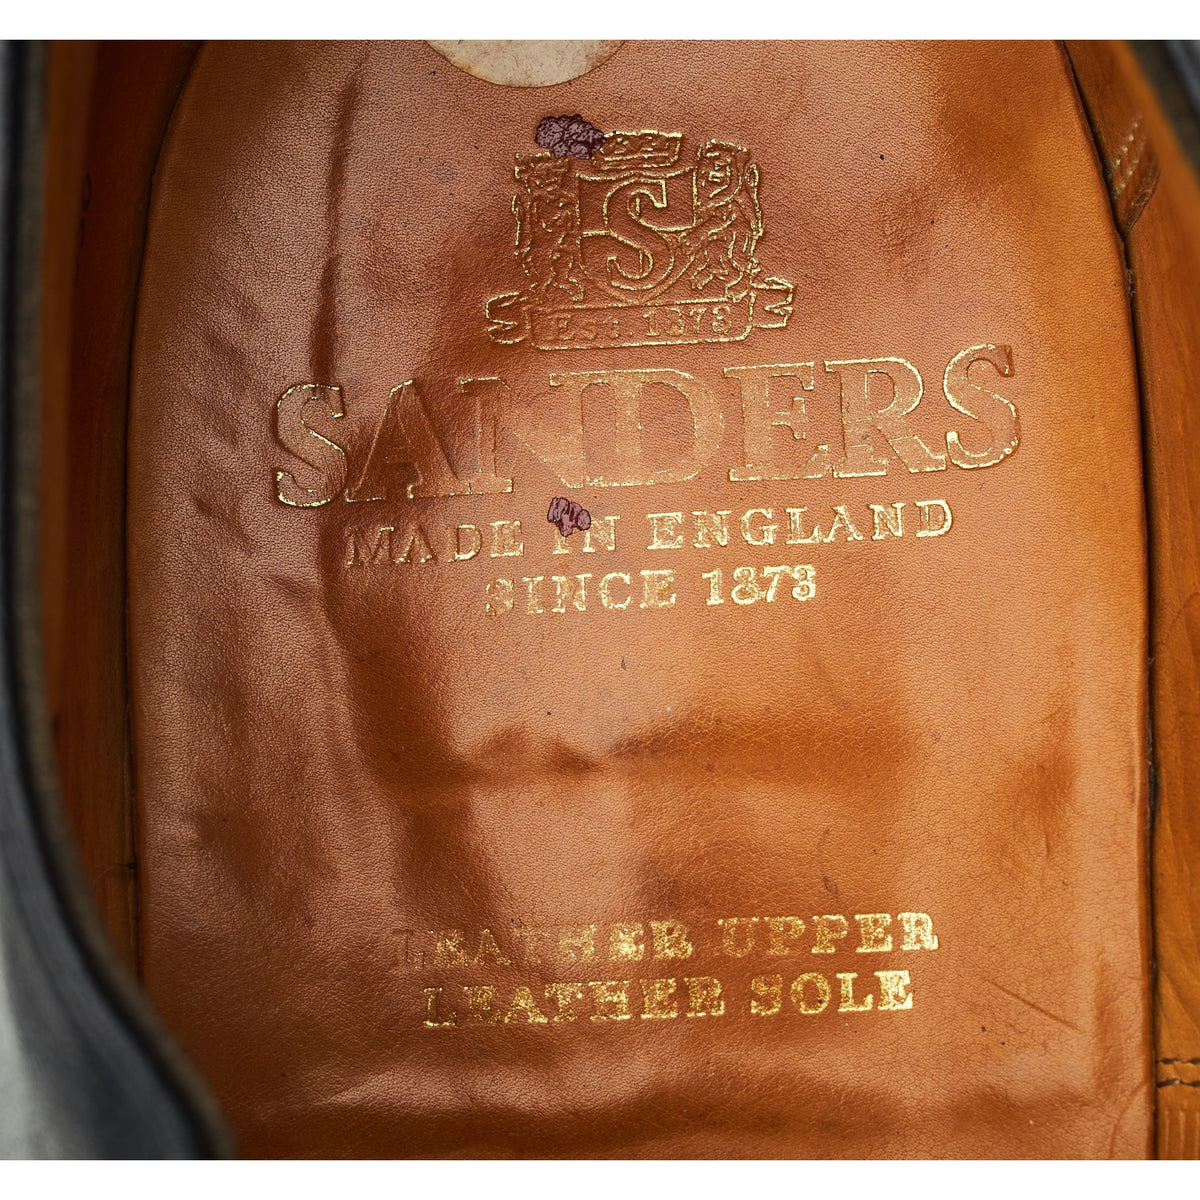 S
EST. 1873
SANDERS
MADE IN ENGLAND
SINCE 1873
LEATHER UPPER
LEATHER SOLE